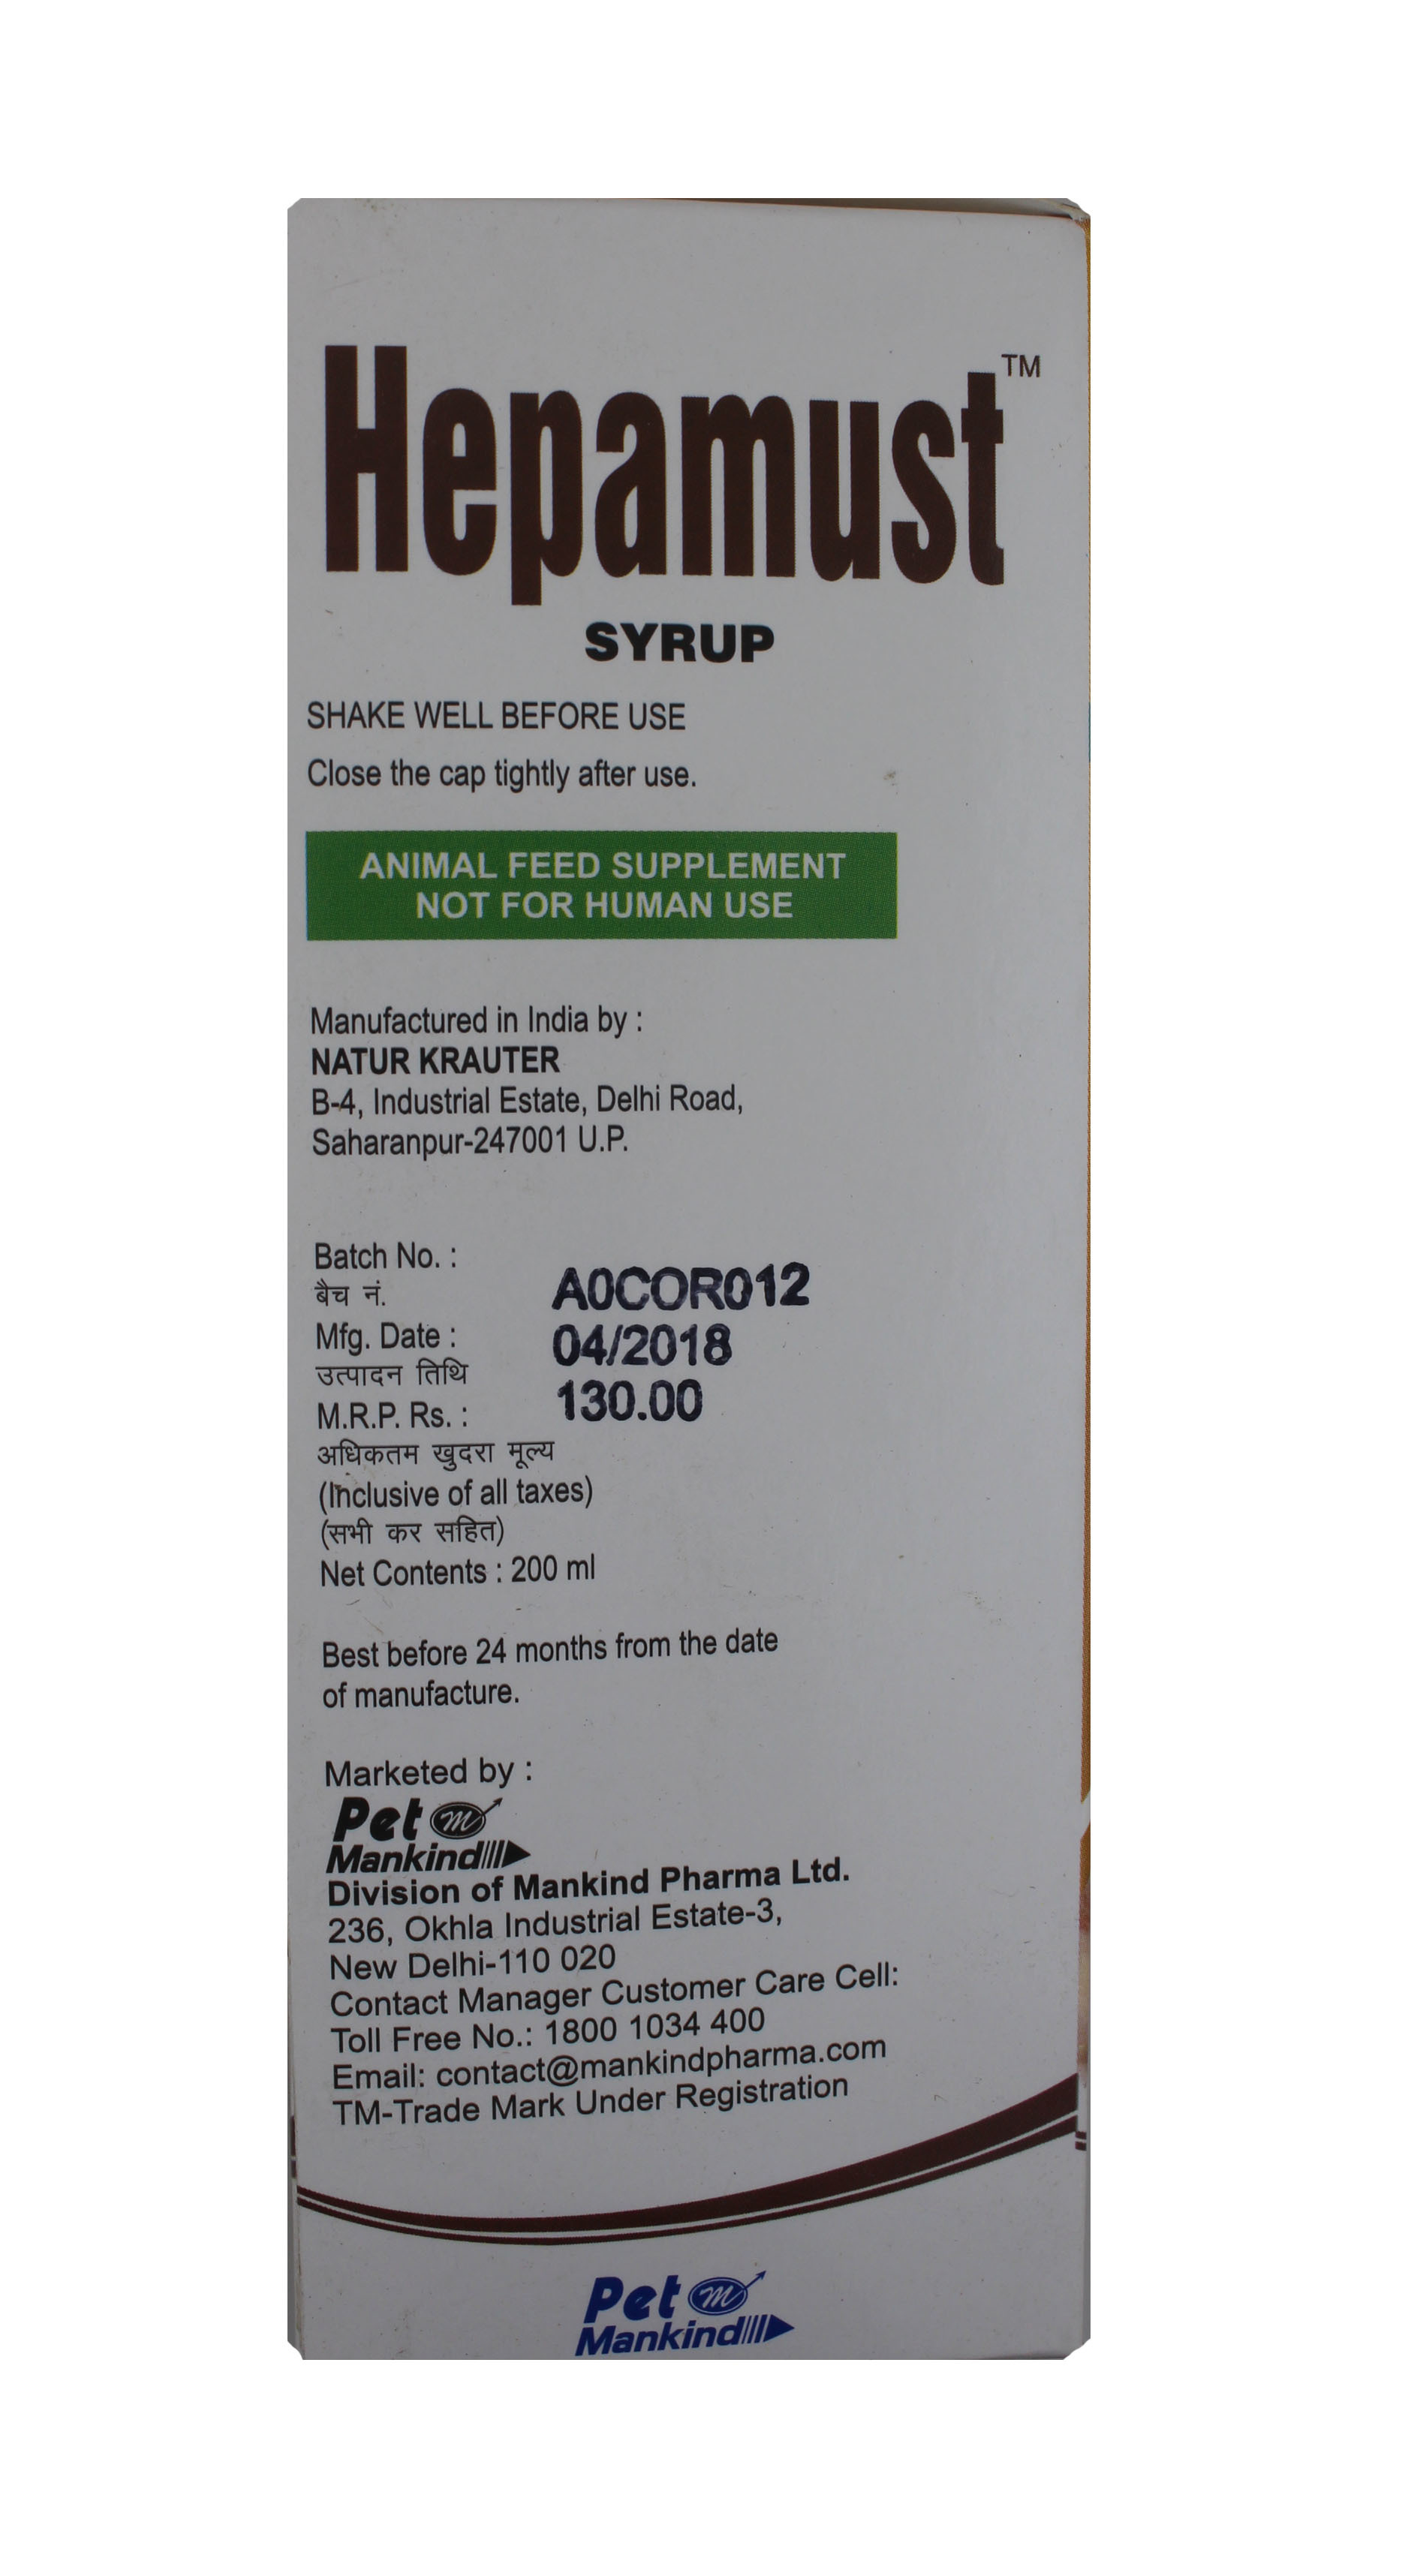 Hepamust™
SYRUP
SHAKE WELL BEFORE USE
Close the cap tightly after use.
ANIMAL FEED SUPPLEMENT
NOT FOR HUMAN USE
Manufactured in India by :
NATUR KRAUTER
B-4, Industrial Estate, Delhi Road,
Saharanpur-247001 U.P.
Batch No. : A0COR012
बैच नं.
Mfg. Date : 04/2018
उत्पादन तिथि
M.R.P. Rs. : 130.00
अधिकतम खुदरा मूल्य
(Inclusive of all taxes)
(सभी कर सहित)
Net Contents : 200 ml
Best before 24 months from the date
of manufacture.
Marketed by :
Pet m
Mankind
Division of Mankind Pharma Ltd.
236, Okhla Industrial Estate-3,
New Delhi-110 020
Contact Manager Customer Care Cell:
Toll Free No.: 1800 1034 400
Email: contact@mankindpharma.com
TM-Trade Mark Under Registration
Pet m
Mankind